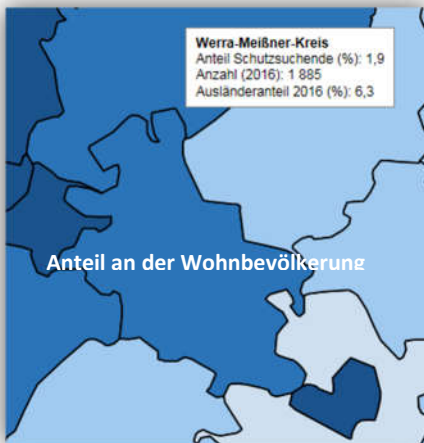 Werra-Meißner-Kreis
Anteil Schutzsuchende (%): 1,9
Anzahl (2016): 1 885
Ausländeranteil 2016 (%): 6,3
Anteil an der Wohnbevölkerung